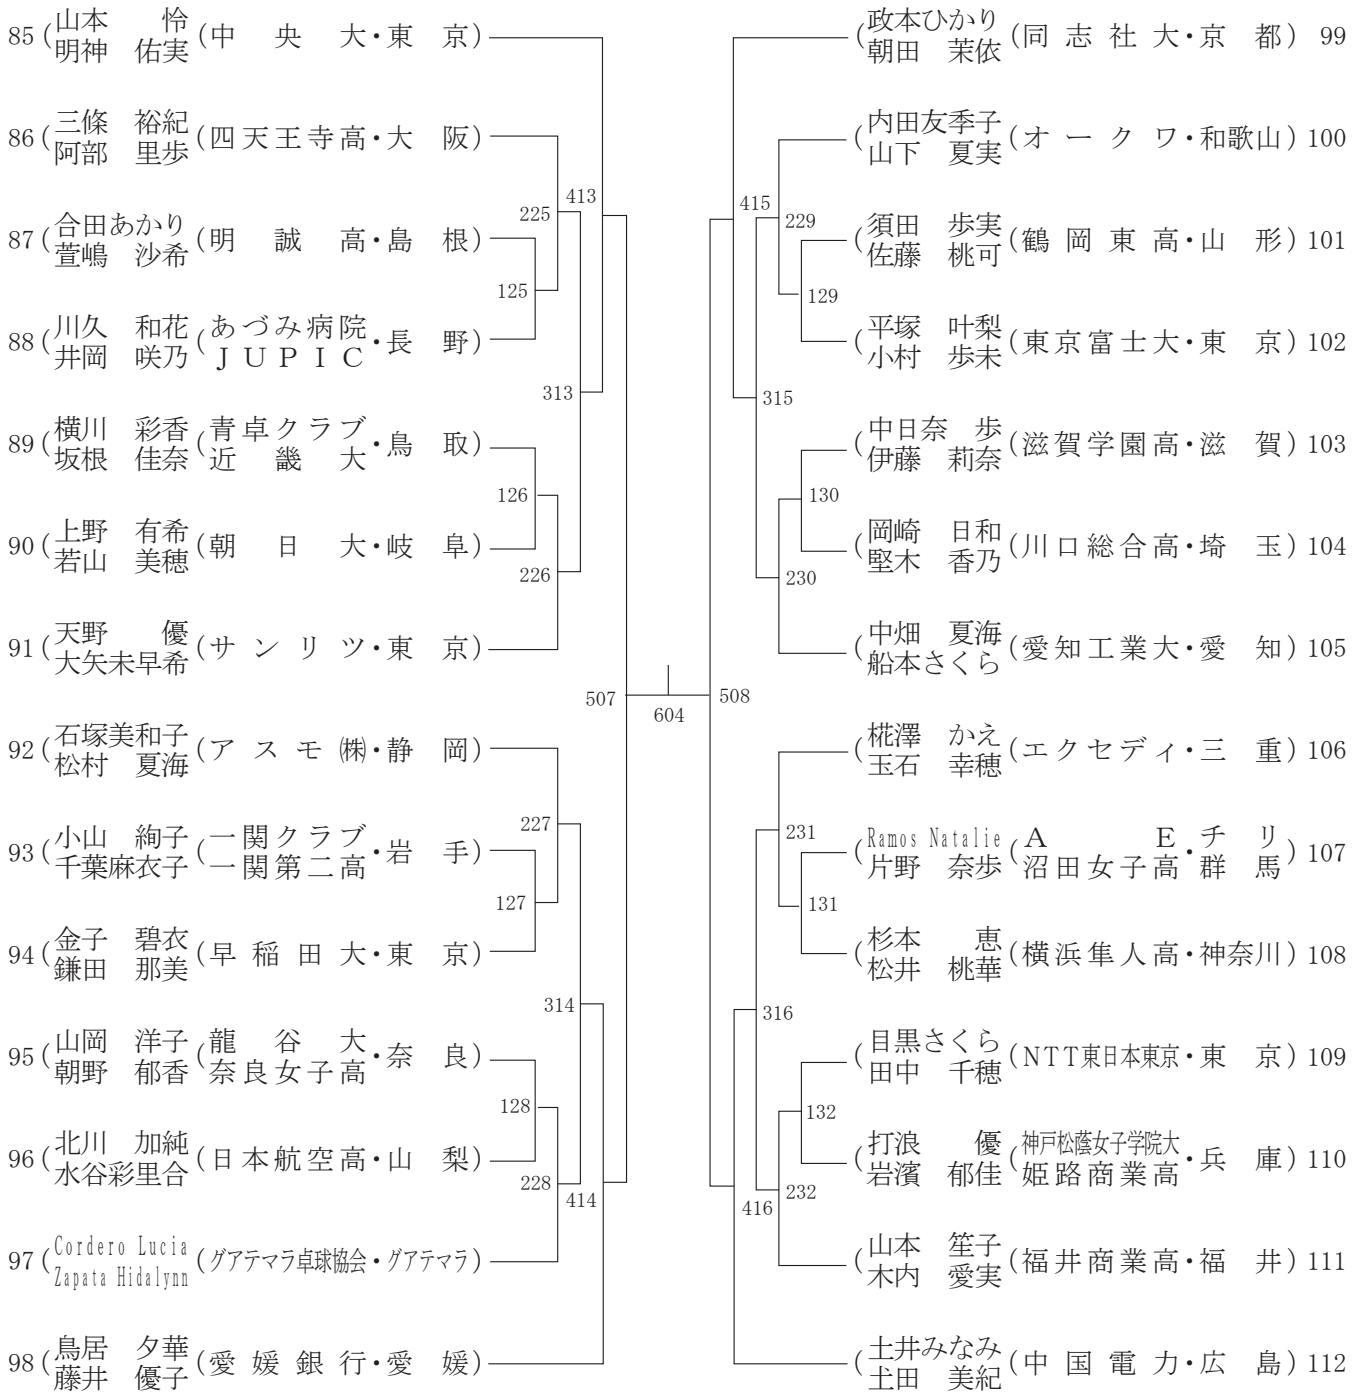 85 (山本　怜 (中央大・東京)
明神　佑実
86 (三條　裕紀 (四天王寺高・大阪)
阿部　里歩
413
225
87 (合田あかり (明誠高・島根)
萱嶋　沙希
125
88 (川久　和花 (あづみ病院・長野)
井岡　咲乃 JUPIC
313
89 (横川　彩香 (青卓クラブ・鳥取)
坂根　佳奈 近畿大
126
90 (上野　有希 (朝日大・岐阜)
若山　美穂
226
91 (天野　優 (サンリツ・東京)
大矢未早希
507
604
508
92 (石塚美和子 (アスモ㈱・静岡)
松村　夏海
227
93 (小山　絢子 (一関クラブ・岩手)
千葉麻衣子 一関第二高
127
94 (金子　碧衣 (早稲田大・東京)
鎌田　那美
314
95 (山岡　洋子 (龍谷大・奈良)
朝野　郁香 奈良女子高
128
96 (北川　加純 (日本航空高・山梨)
水谷彩里合
228
414
97 (Cordero Lucia (グアテマラ卓球協会・グアテマラ)
Zapata Hidalynn
98 (鳥居　夕華 (愛媛銀行・愛媛)
藤井　優子
(政本ひかり (同志社大・京都) 99
朝田　茉依
(内田友季子 (オークワ・和歌山) 100
山下　夏実
415
229
(須田　歩実 (鶴岡東高・山形) 101
佐藤　桃可
129
(平塚　叶梨 (東京富士大・東京) 102
小村　歩未
315
(中日奈　歩 (滋賀学園高・滋賀) 103
伊藤　莉奈
130
(岡崎　日和 (川口総合高・埼玉) 104
堅木　香乃
230
(中畑　夏海 (愛知工業大・愛知) 105
船本さくら
(椛澤　かえ (エクセディ・三重) 106
玉石　幸穂
231
(Ramos Natalie (AE・チリ) 107
片野　奈歩 沼田女子高　群馬
131
(杉本　恵 (横浜隼人高・神奈川) 108
松井　桃華
316
(目黒さくら (NTT東日本東京・東京) 109
田中　千穂
132
(打浪　優 (神戸松蔭女子学院大・兵庫) 110
岩濱　郁佳 姫路商業高
232
416
(山本　笙子 (福井商業高・福井) 111
木内　愛実
(土井みなみ (中国電力・広島) 112
土田　美紀